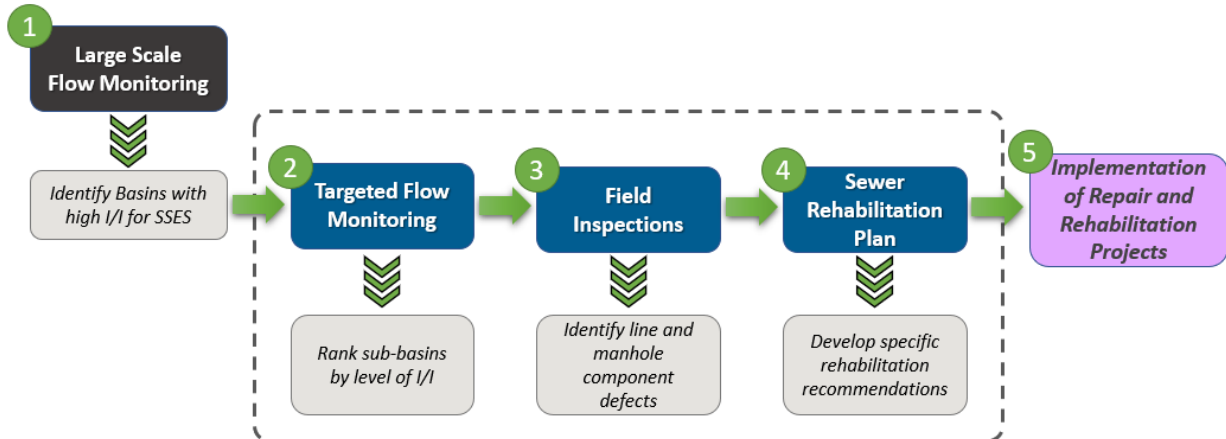 1
Large Scale
Flow Monitoring
Identify Basins with
high I/I for SSES
2
Targeted Flow
Monitoring
Rank sub-basins
by level of I/I
3
Field
Inspections
Identify line and
manhole
component
defects
4
Sewer
Rehabilitation
Plan
Develop specific
rehabilitation
recommendations
5
Implementation
of Repair and
Rehabilitation
Projects